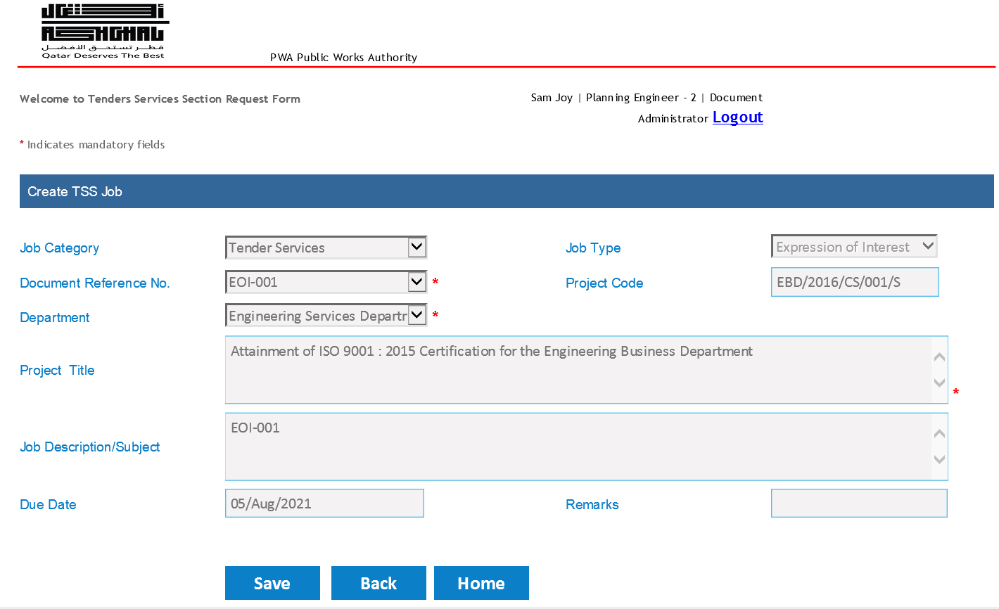 أشغال
ASHGHAL
قطر تستحق الأفضل
Qatar Deserves The Best
PWA Public Works Authority
Welcome to Tenders Services Section Request Form
Sam Joy | Planning Engineer - 2 | Document
Administrator Logout
* Indicates mandatory fields
Create TSS Job
Job Category Tender Services Job Type Expression of Interest
Document Reference No. EOI-001 * Project Code EBD/2016/CS/001/S
Department Engineering Services Departr *
Project Title Attainment of ISO 9001 : 2015 Certification for the Engineering Business Department *
Job Description/Subject EOI-001
Due Date 05/Aug/2021 Remarks
Save Back Home